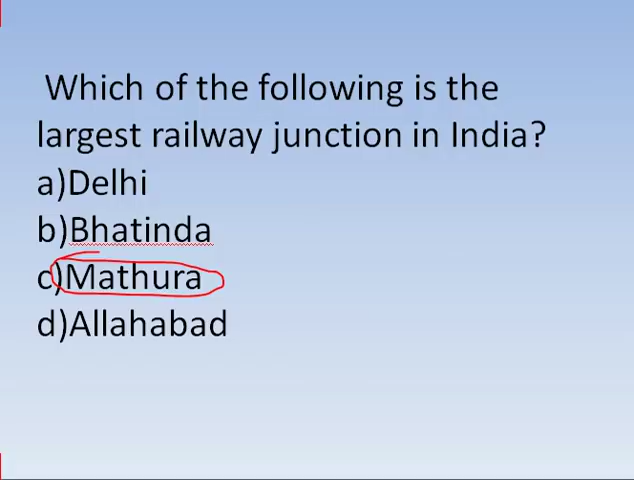 Which of the following is the
largest railway junction in India?
a)Delhi
b)Bhatinda
c)Mathura
d)Allahabad